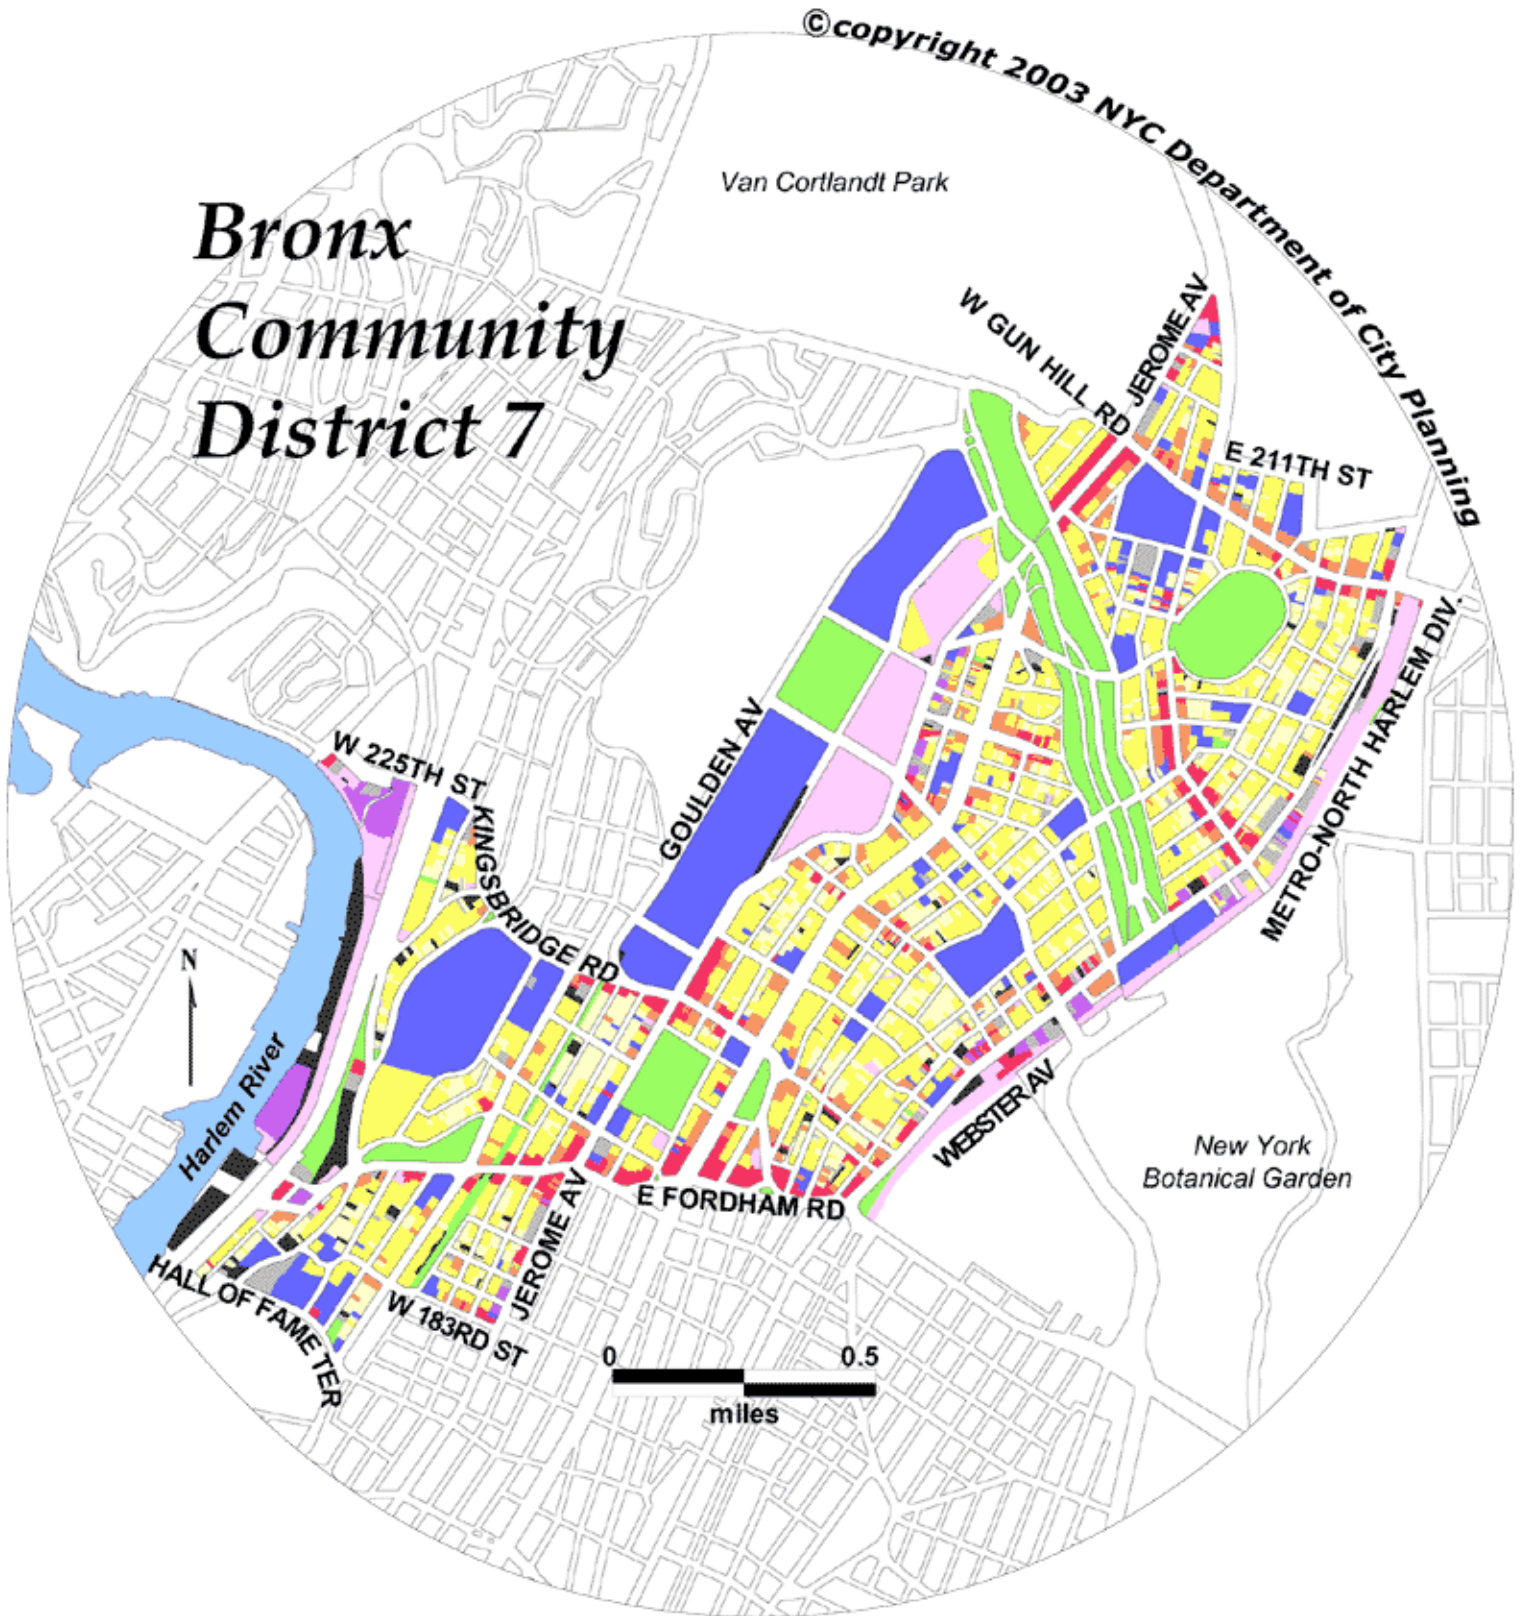 ©copyright 2003 NYC Department of City Planning
Van Cortlandt Park
Bronx
Community
District 7
W GUN HILL RD
JEROME AV
E 211TH ST
METRO-NORTH HARLEM DIV.
GOULDEN AV
W 225TH ST
KINGSBRIDGE RD
N
Harlem River
WEBSTER AV
New York
Botanical Garden
E FORDHAM RD
JEROME AV
HALL OF FAME TER
W 183RD ST
0 0.5
miles